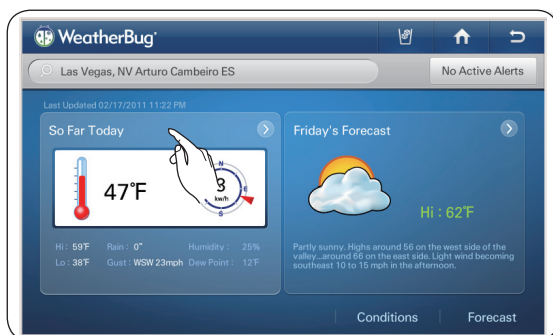 WeatherBug®
Las Vegas, NV Arturo Cambeiro ES
No Active Alerts
Last Updated 02/17/2011 11:22 PM
So Far Today
Friday's Forecast
N
47°F
3
E
km/h
S
Hi : 62°F
Hi : 59°F Rain : 0" Humidity : 25%
Lo : 38°F Gust : WSW 23mph Dew Point : 12°F
Partly sunny. Highs around 56 on the west side of the
valley...around 66 on the east side. Light wind becoming
southeast 10 to 15 mph in the afternoon.
Conditions
Forecast